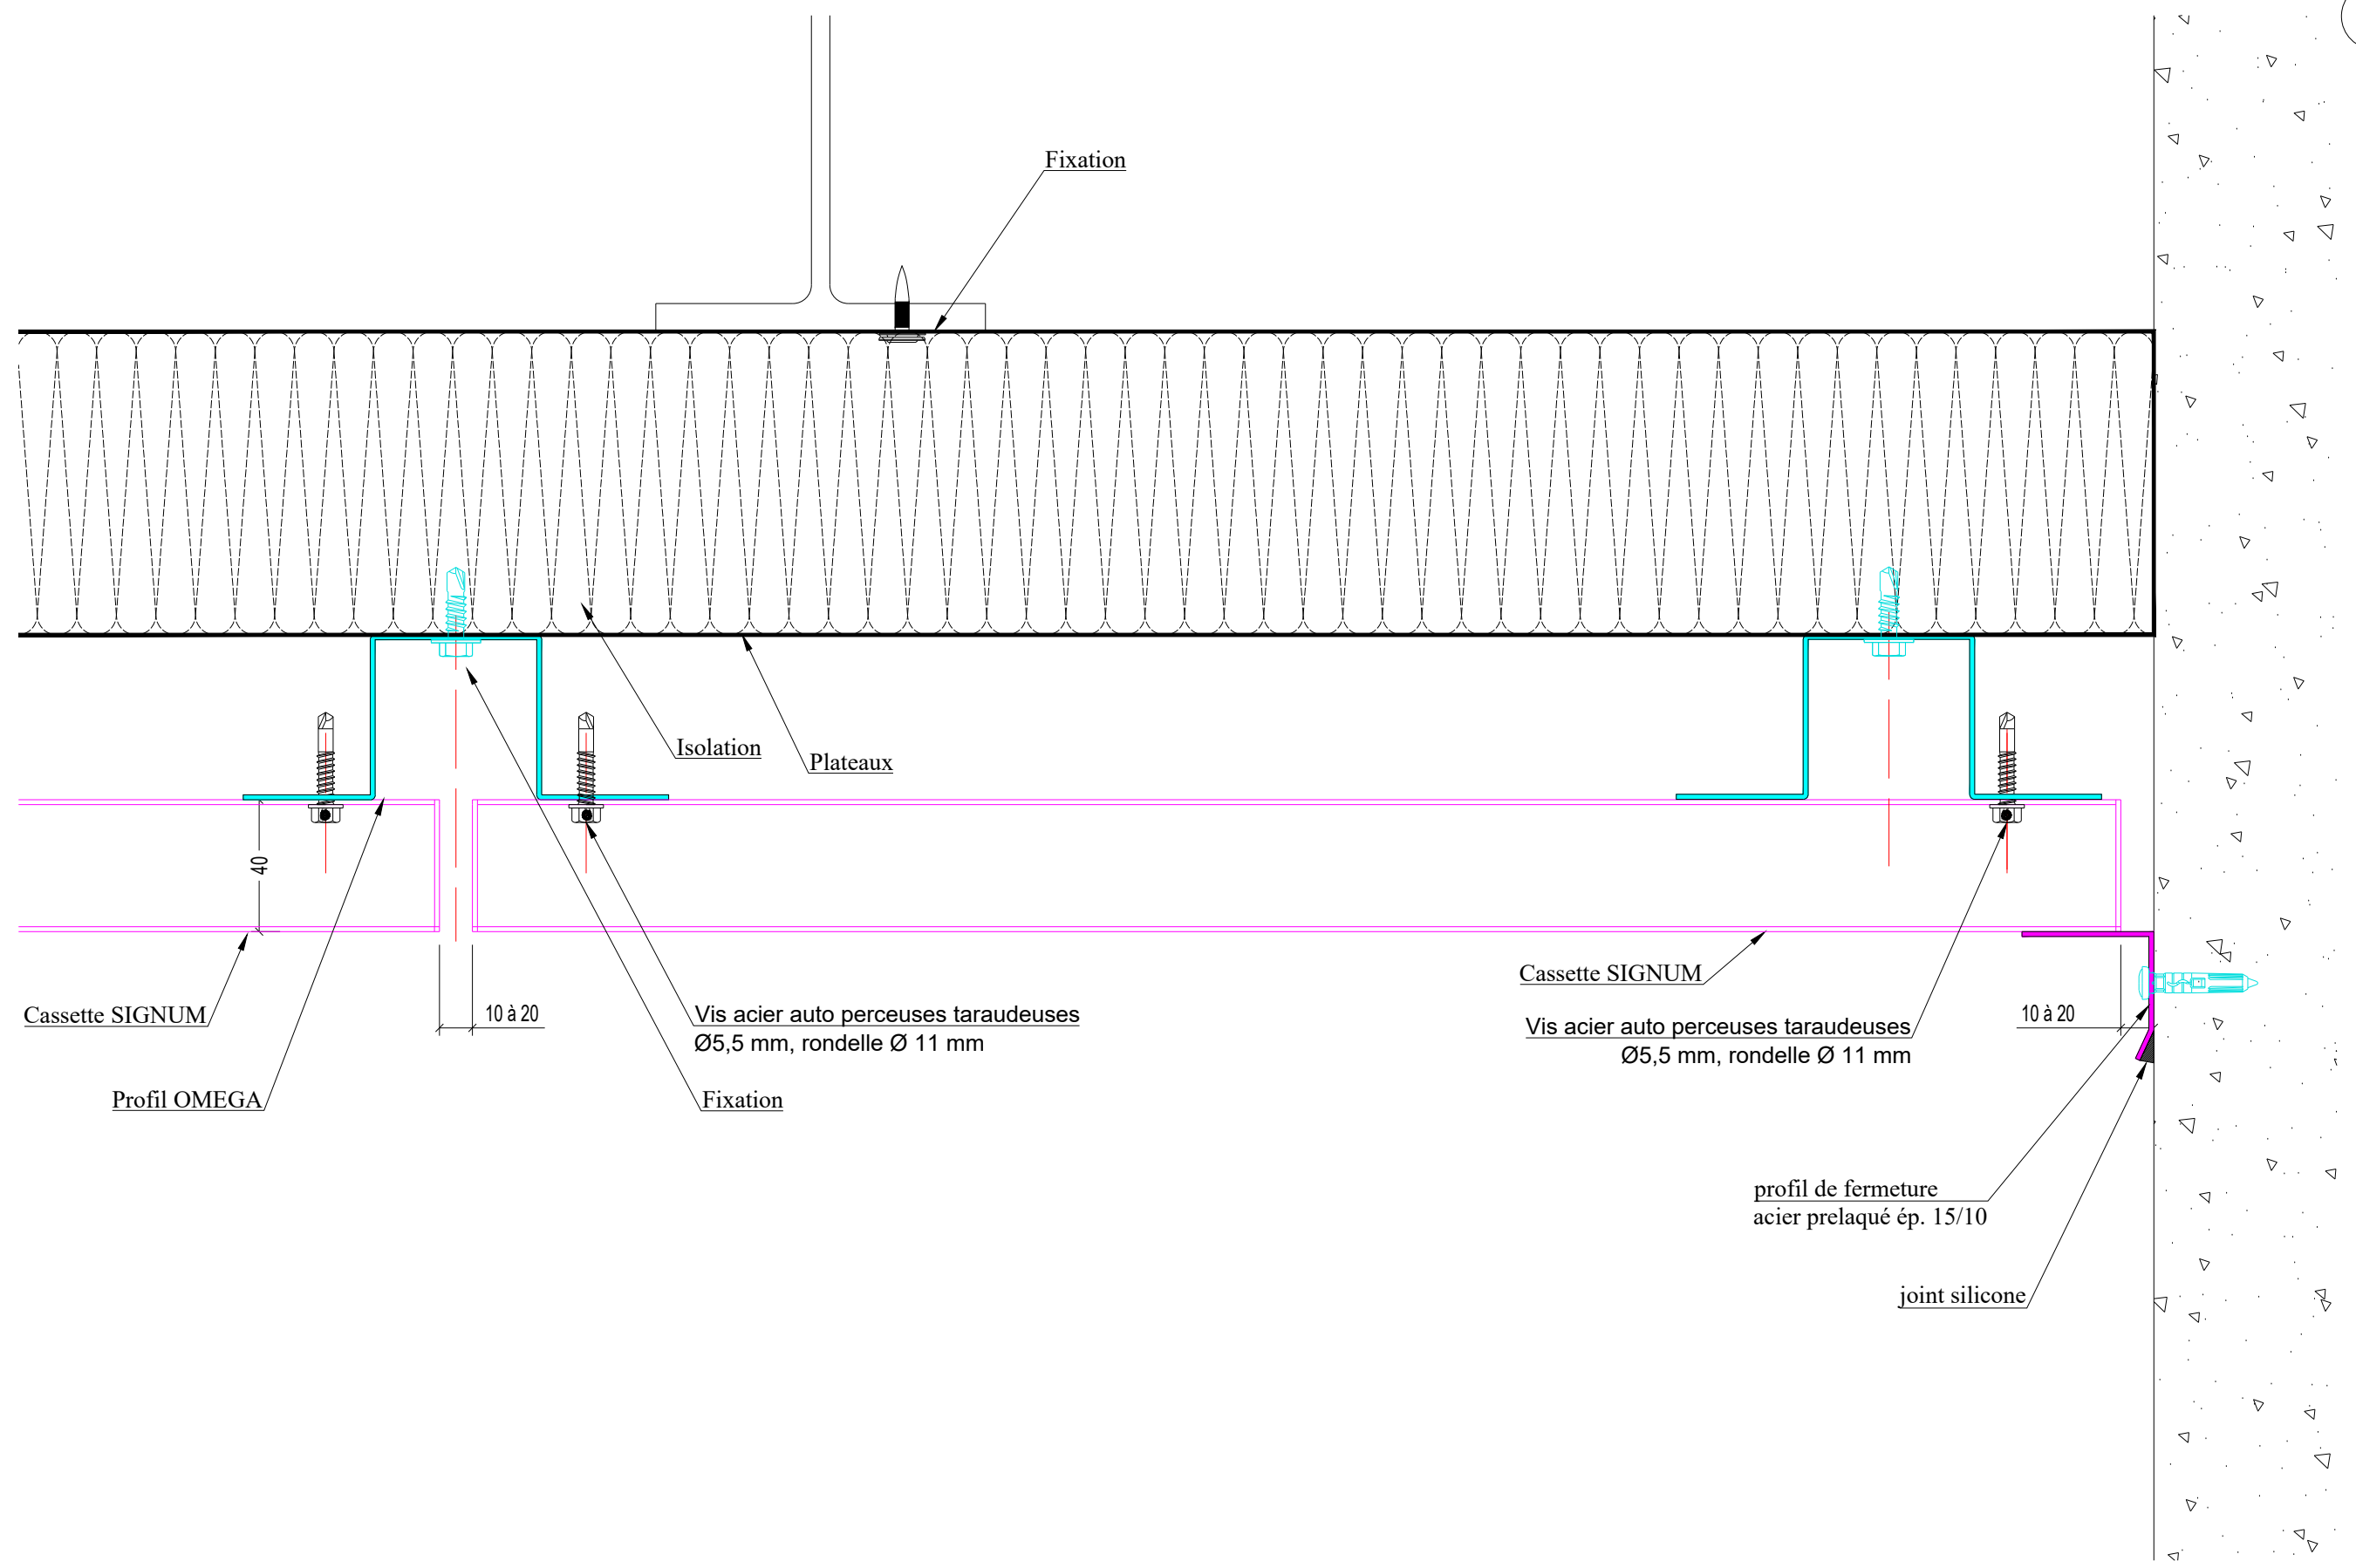 Fixation
Isolation
Plateaux
40
Cassette SIGNUM
10 à 20
Vis acier auto perceuses taraudeuses
Ø5,5 mm, rondelle Ø 11 mm
Profil OMEGA
Fixation
Cassette SIGNUM
10 à 20
Vis acier auto perceuses taraudeuses
Ø5,5 mm, rondelle Ø 11 mm
profil de fermeture
acier prelaqué ép. 15/10
joint silicone